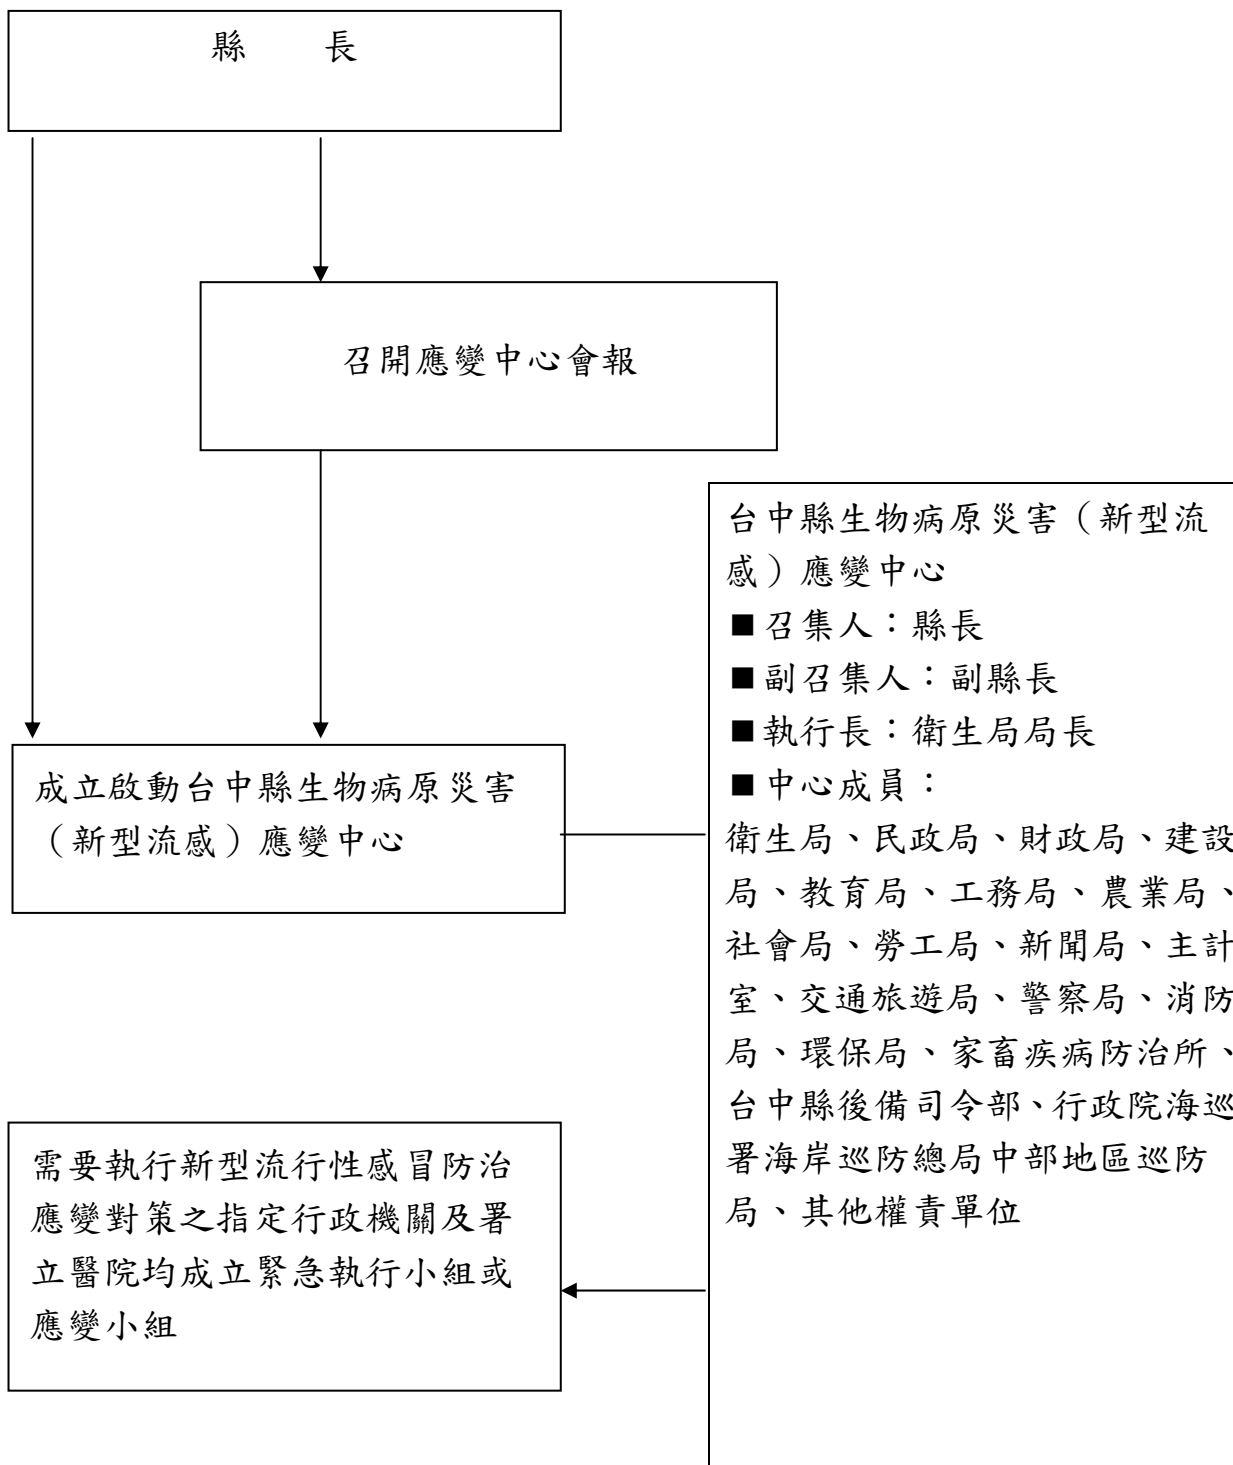 縣　　長
召開應變中心會報
成立啟動台中縣生物病原災害
（新型流感）應變中心
需要執行新型流行性感冒防治
應變對策之指定行政機關及署
立醫院均成立緊急執行小組或
應變小組
台中縣生物病原災害（新型流
感）應變中心
■召集人：縣長
■副召集人：副縣長
■執行長：衛生局局長
■中心成員：
衛生局、民政局、財政局、建設
局、教育局、工務局、農業局、
社會局、勞工局、新聞局、主計
室、交通旅遊局、警察局、消防
局、環保局、家畜疾病防治所、
台中縣後備司令部、行政院海巡
署海岸巡防總局中部地區巡防
局、其他權責單位